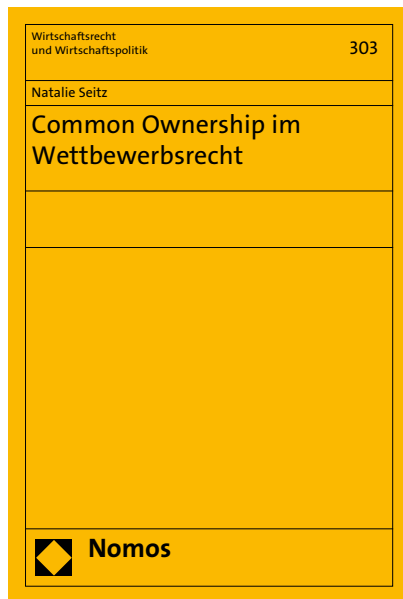 Wirtschaftsrecht
und Wirtschaftspolitik
303
Natalie Seitz
Common Ownership im
Wettbewerbsrecht
Nomos